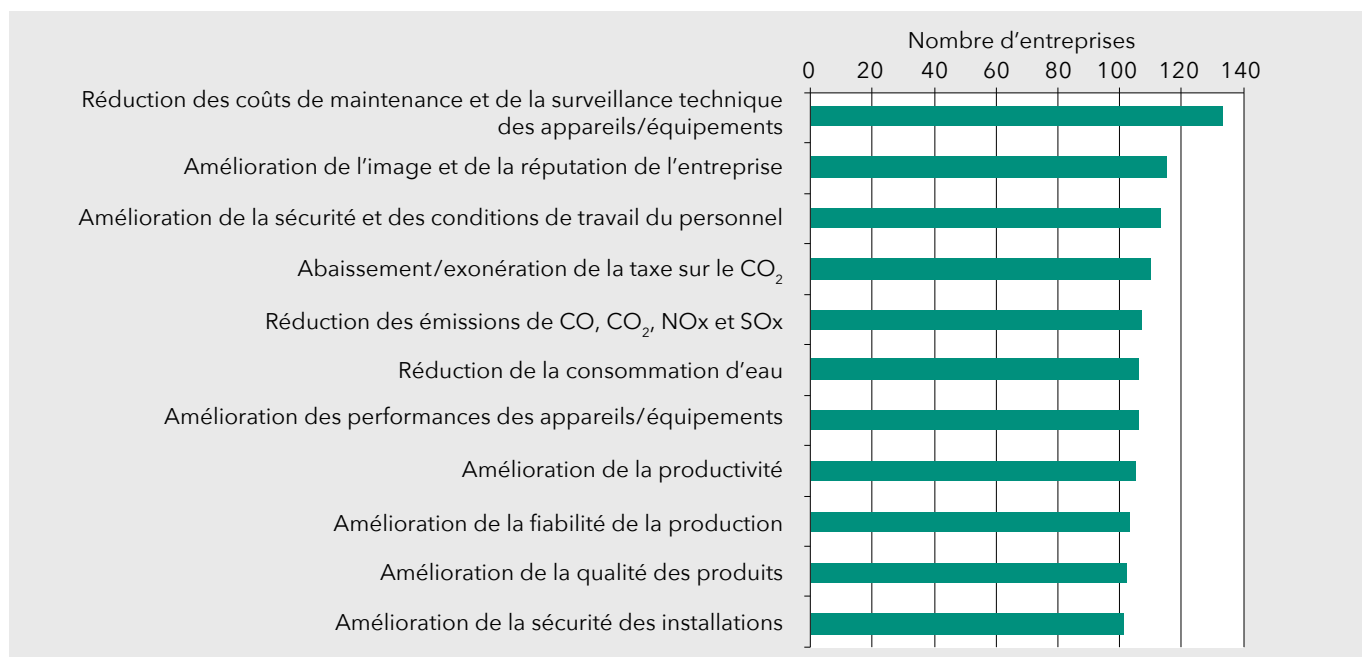 Nombre d’entreprises
0 20 40 60 80 100 120 140
Réduction des coûts de maintenance et de la surveillance technique
des appareils/équipements
Amélioration de l’image et de la réputation de l’entreprise
Amélioration de la sécurité et des conditions de travail du personnel
Abaissement/exonération de la taxe sur le CO₂
Réduction des émissions de CO, CO₂, NOx et SOx
Réduction de la consommation d’eau
Amélioration des performances des appareils/équipements
Amélioration de la productivité
Amélioration de la fiabilité de la production
Amélioration de la qualité des produits
Amélioration de la sécurité des installations